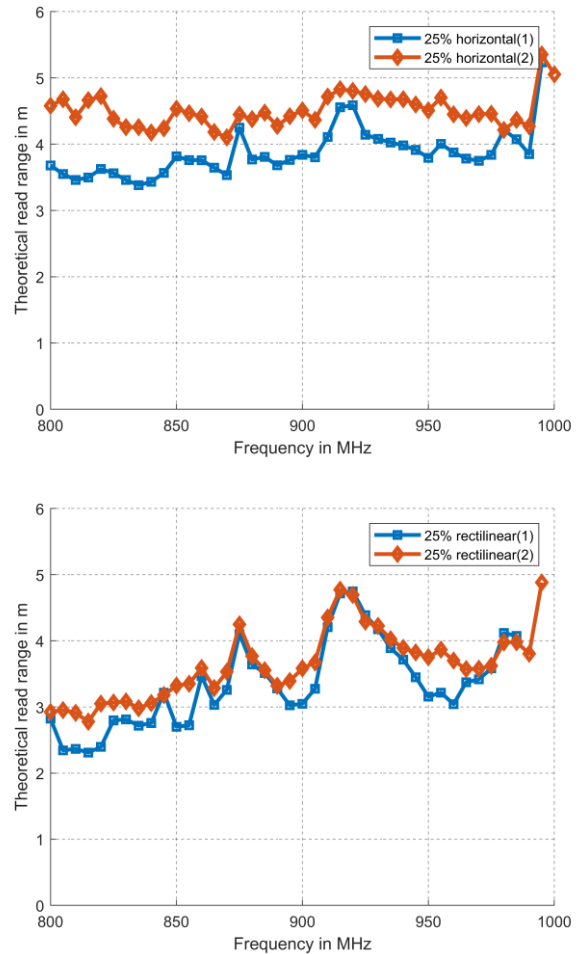 6
5
4
3
2
1
0
Theoretical read range in m
25% horizontal(1)
25% horizontal(2)
800 850 900 950 1000
Frequency in MHz
6
5
4
3
2
1
0
Theoretical read range in m
25% rectilinear(1)
25% rectilinear(2)
800 850 900 950 1000
Frequency in MHz